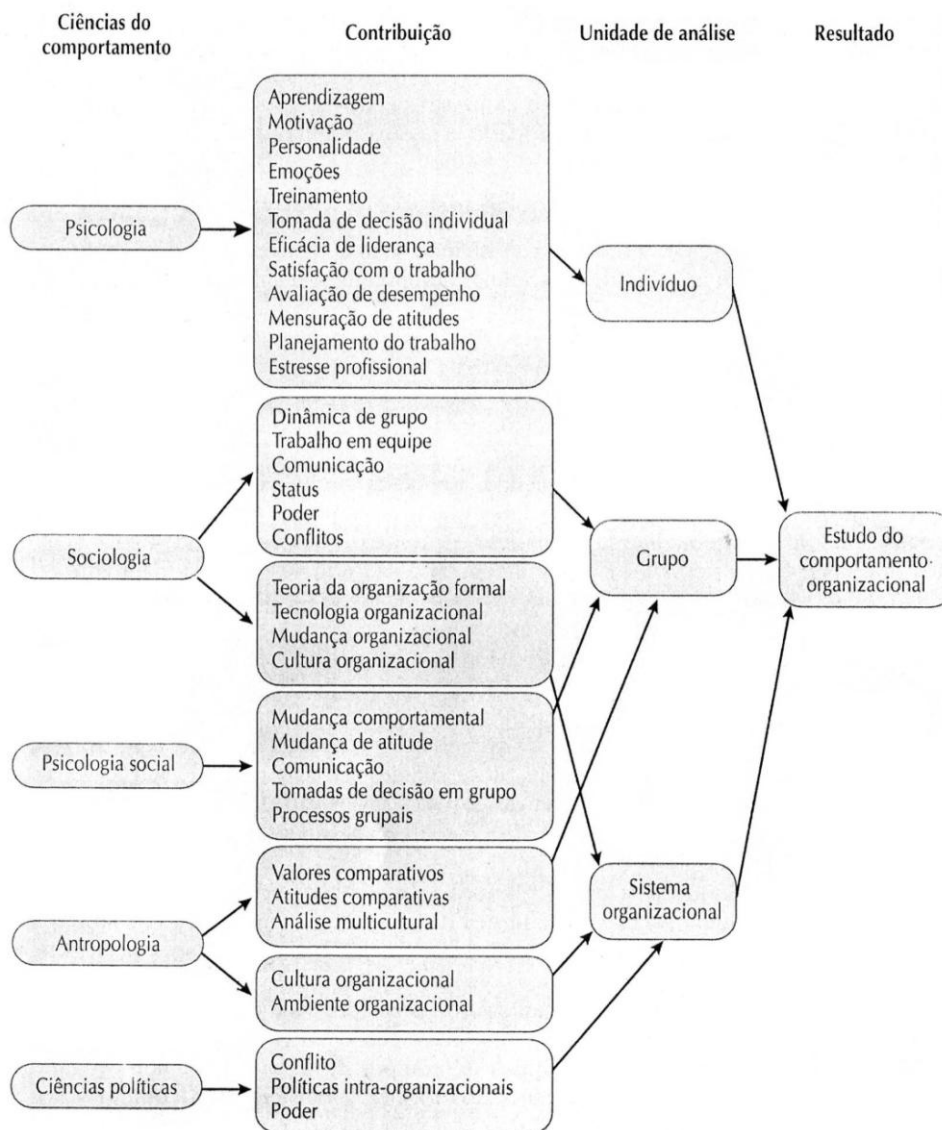 Ciências do
comportamento
Contribuição
Unidade de análise
Resultado
Psicologia
Aprendizagem
Motivação
Personalidade
Emoções
Treinamento
Tomada de decisão individual
Eficácia de liderança
Satisfação com o trabalho
Avaliação de desempenho
Mensuração de atitudes
Planejamento do trabalho
Estresse profissional
Indivíduo
Sociologia
Dinâmica de grupo
Trabalho em equipe
Comunicação
Status
Poder
Conflitos
Grupo
Estudo do
comportamento
organizacional
Teoria da organização formal
Tecnologia organizacional
Mudança organizacional
Cultura organizacional
Psicologia social
Mudança comportamental
Mudança de atitude
Comunicação
Tomadas de decisão em grupo
Processos grupais
Antropologia
Valores comparativos
Atitudes comparativas
Análise multicultural
Sistema
organizacional
Cultura organizacional
Ambiente organizacional
Ciências políticas
Conflito
Políticas intra-organizacionais
Poder